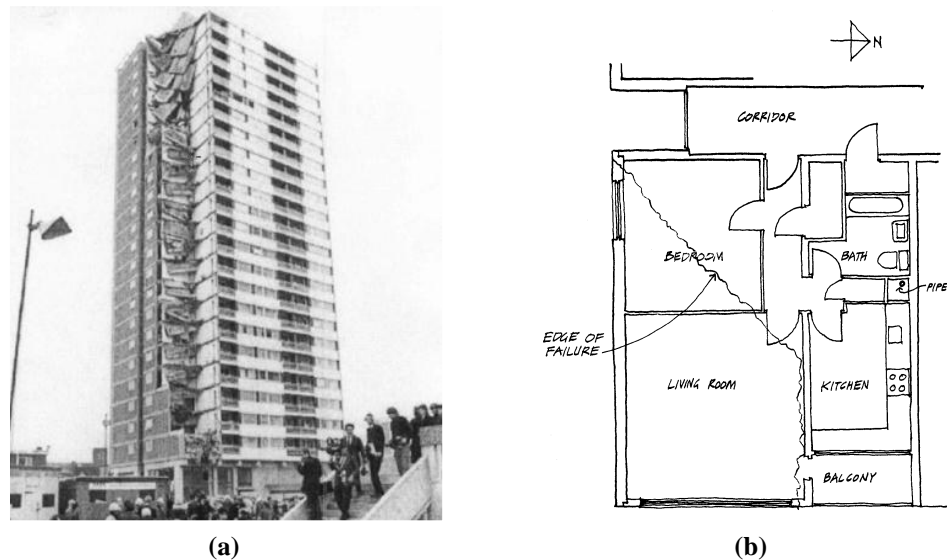 N
CORRIDOR
BEDROOM
BATH
PIPE
EDGE OF
FAILURE
LIVING ROOM
KITCHEN
BALCONY
(a)
(b)